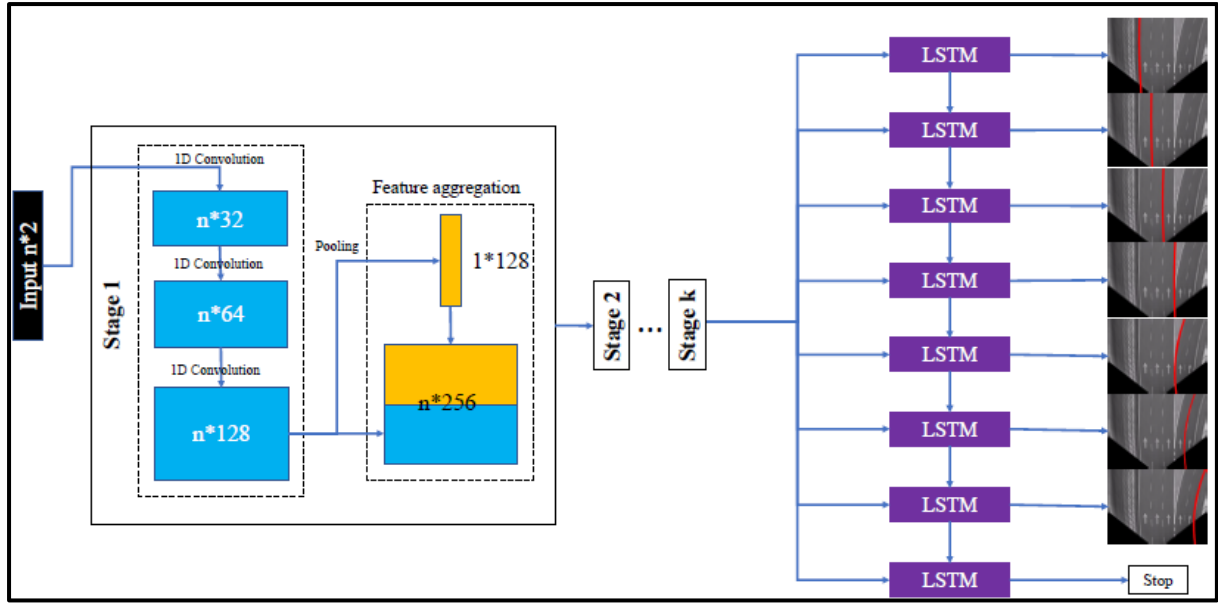 Input n*2
Stage 1
1D Convolution
n*32
1D Convolution
n*64
1D Convolution
n*128
Pooling
Feature aggregation
1*128
n*256
Stage 2
...
Stage k
LSTM
LSTM
LSTM
LSTM
LSTM
LSTM
LSTM
LSTM
Stop